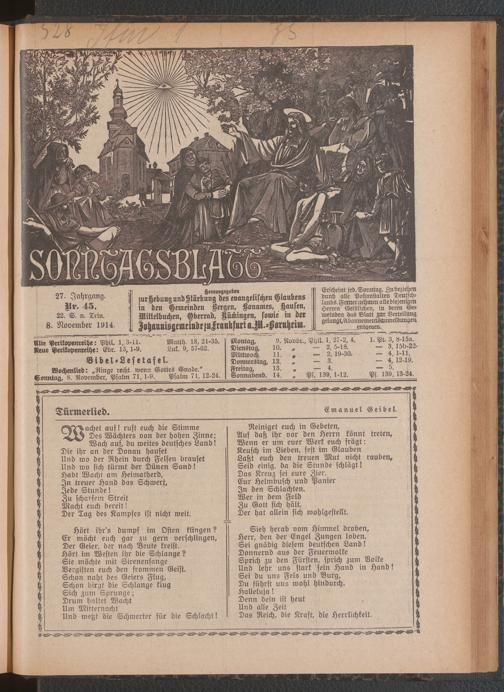 SONNTAGSBLATT
27. Jahrgang.
Nr. 45,
22. S. n. Trin.
8. November 1914.
Herausgegeben
zur Hebung und Stärkung des evangelischen Glaubens
in den Gemeinden Bergen, Bonames, Hausen,
Mittelbuchen, Oberrad, Rückingen, sowie in der
Johannisgemeinde zu Frankfurt a. M.-Bornheim.
Erscheint jed. Sonntag. Zu beziehen
durch alle Postanstalten Deutsch-
lands. Ferner nehmen alle diejenigen
Herren Geistlichen, in deren Ge-
meinden das Blatt zur Verteilung
gelangt, Abonnementsanmeldungen
entgegen.
Alte Perikopenreihe: Phil. 1, 3-11. Matth. 18, 21-35.
Neue Perikopenreihe: Luk. 9, 57-62.
Bibel-Lesetafel.
Wochenlied: „Ringe recht wenn Gottes Gnade."
Sonntag, 8. November, Psalm 71, 1-9. Psalm 71, 12-24.
Montag, 9. Novbr., Phil. 1, 27-2, 4. 1. Pt. 3, 8-15a.
Dienstag, 10. „ — 2, 5-18. — 3, 15b-22.
Mittwoch, 11. „ — 2, 19-30. — 4, 1-11.
Donnerstag, 12. „ — 3. — 4, 12-19.
Freitag, 13. „ — 4. — 5.
Sonnabend, 14. „ Pf. 139, 1-12. Pf. 139, 13-24.
Türmerlied.
Emanuel Geibel.
Wachet auf! ruft euch die Stimme
Des Wächters von der hohen Zinne;
Wach auf, du weites deutsches Land!
Die ihr an der Donau hauset
Und wo der Rhein durch Felsen brauset
Und wo sich türmt der Dünen Sand!
Habt Wacht am Heimatherd,
In treuer Hand das Schwert,
Jede Stunde!
Zu scharfem Streit
Macht euch bereit!
Der Tag des Kampfes ist nicht weit.
Hört ihr's dumpf im Osten klingen?
Er möcht euch gar zu gern verschlingen,
Der Geier, der nach Beute kreist.
Hört im Westen ihr die Schlange?
Sie möchte mit Sirenensange
Vergiften euch den frommen Geist.
Schon naht des Geiers Flug,
Schon birgt die Schlange klug
Sich zum Sprunge;
Drum haltet Wacht
Um Mitternacht
Und wetzt die Schwerter für die Schlacht!
Reiniget euch in Gebeten,
Auf daß ihr vor den Herrn könnt treten,
Wenn er um euer Werk euch frägt:
Keusch im Lieben, fest im Glauben
Laßt euch den treuen Mut nicht rauben,
Seid einig, da die Stunde schlägt!
Das Kreuz sei eure Zier,
Eur Helmbusch und Panier
In den Schlachten.
Wer in dem Feld
Zu Gott sich hält,
Der hat allein sich wohlgestellt.
Sieh herab vom Himmel droben,
Herr, den der Engel Zungen loben,
Sei gnädig diesem deutschen Land!
Donnernd aus der Feuerwolke
Sprich zu den Fürsten, sprich zum Volke
Und lehr uns stark sein Hand in Hand!
Sei du uns Fels und Burg,
Du führst uns wohl hindurch.
Halleluja!
Denn dein ist heut
Und alle Zeit
Das Reich, die Kraft, die Herrlichkeit.